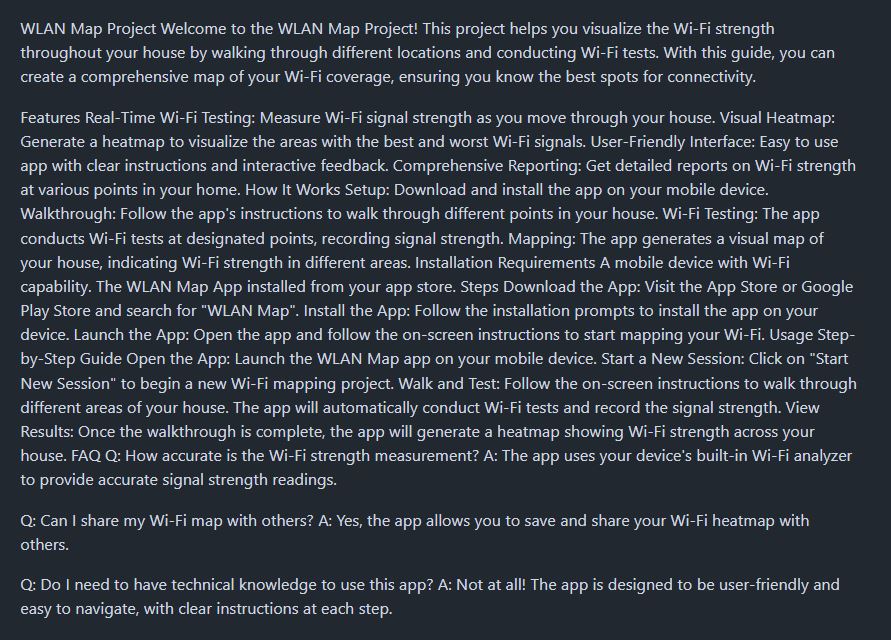 WLAN Map Project Welcome to the WLAN Map Project! This project helps you visualize the Wi-Fi strength
throughout your house by walking through different locations and conducting Wi-Fi tests. With this guide, you can
create a comprehensive map of your Wi-Fi coverage, ensuring you know the best spots for connectivity.
Features Real-Time Wi-Fi Testing: Measure Wi-Fi signal strength as you move through your house. Visual Heatmap:
Generate a heatmap to visualize the areas with the best and worst Wi-Fi signals. User-Friendly Interface: Easy to use
app with clear instructions and interactive feedback. Comprehensive Reporting: Get detailed reports on Wi-Fi strength
at various points in your home. How It Works Setup: Download and install the app on your mobile device.
Walkthrough: Follow the app's instructions to walk through different points in your house. Wi-Fi Testing: The app
conducts Wi-Fi tests at designated points, recording signal strength. Mapping: The app generates a visual map of
your house, indicating Wi-Fi strength in different areas. Installation Requirements A mobile device with Wi-Fi
capability. The WLAN Map App installed from your app store. Steps Download the App: Visit the App Store or Google
Play Store and search for "WLAN Map". Install the App: Follow the installation prompts to install the app on your
device. Launch the App: Open the app and follow the on-screen instructions to start mapping your Wi-Fi. Usage Step-
by-Step Guide Open the App: Launch the WLAN Map app on your mobile device. Start a New Session: Click on "Start
New Session" to begin a new Wi-Fi mapping project. Walk and Test: Follow the on-screen instructions to walk through
different areas of your house. The app will automatically conduct Wi-Fi tests and record the signal strength. View
Results: Once the walkthrough is complete, the app will generate a heatmap showing Wi-Fi strength across your
house. FAQ Q: How accurate is the Wi-Fi strength measurement? A: The app uses your device's built-in Wi-Fi analyzer
to provide accurate signal strength readings.
Q: Can I share my Wi-Fi map with others? A: Yes, the app allows you to save and share your Wi-Fi heatmap with
others.
Q: Do I need to have technical knowledge to use this app? A: Not at all! The app is designed to be user-friendly and
easy to navigate, with clear instructions at each step.